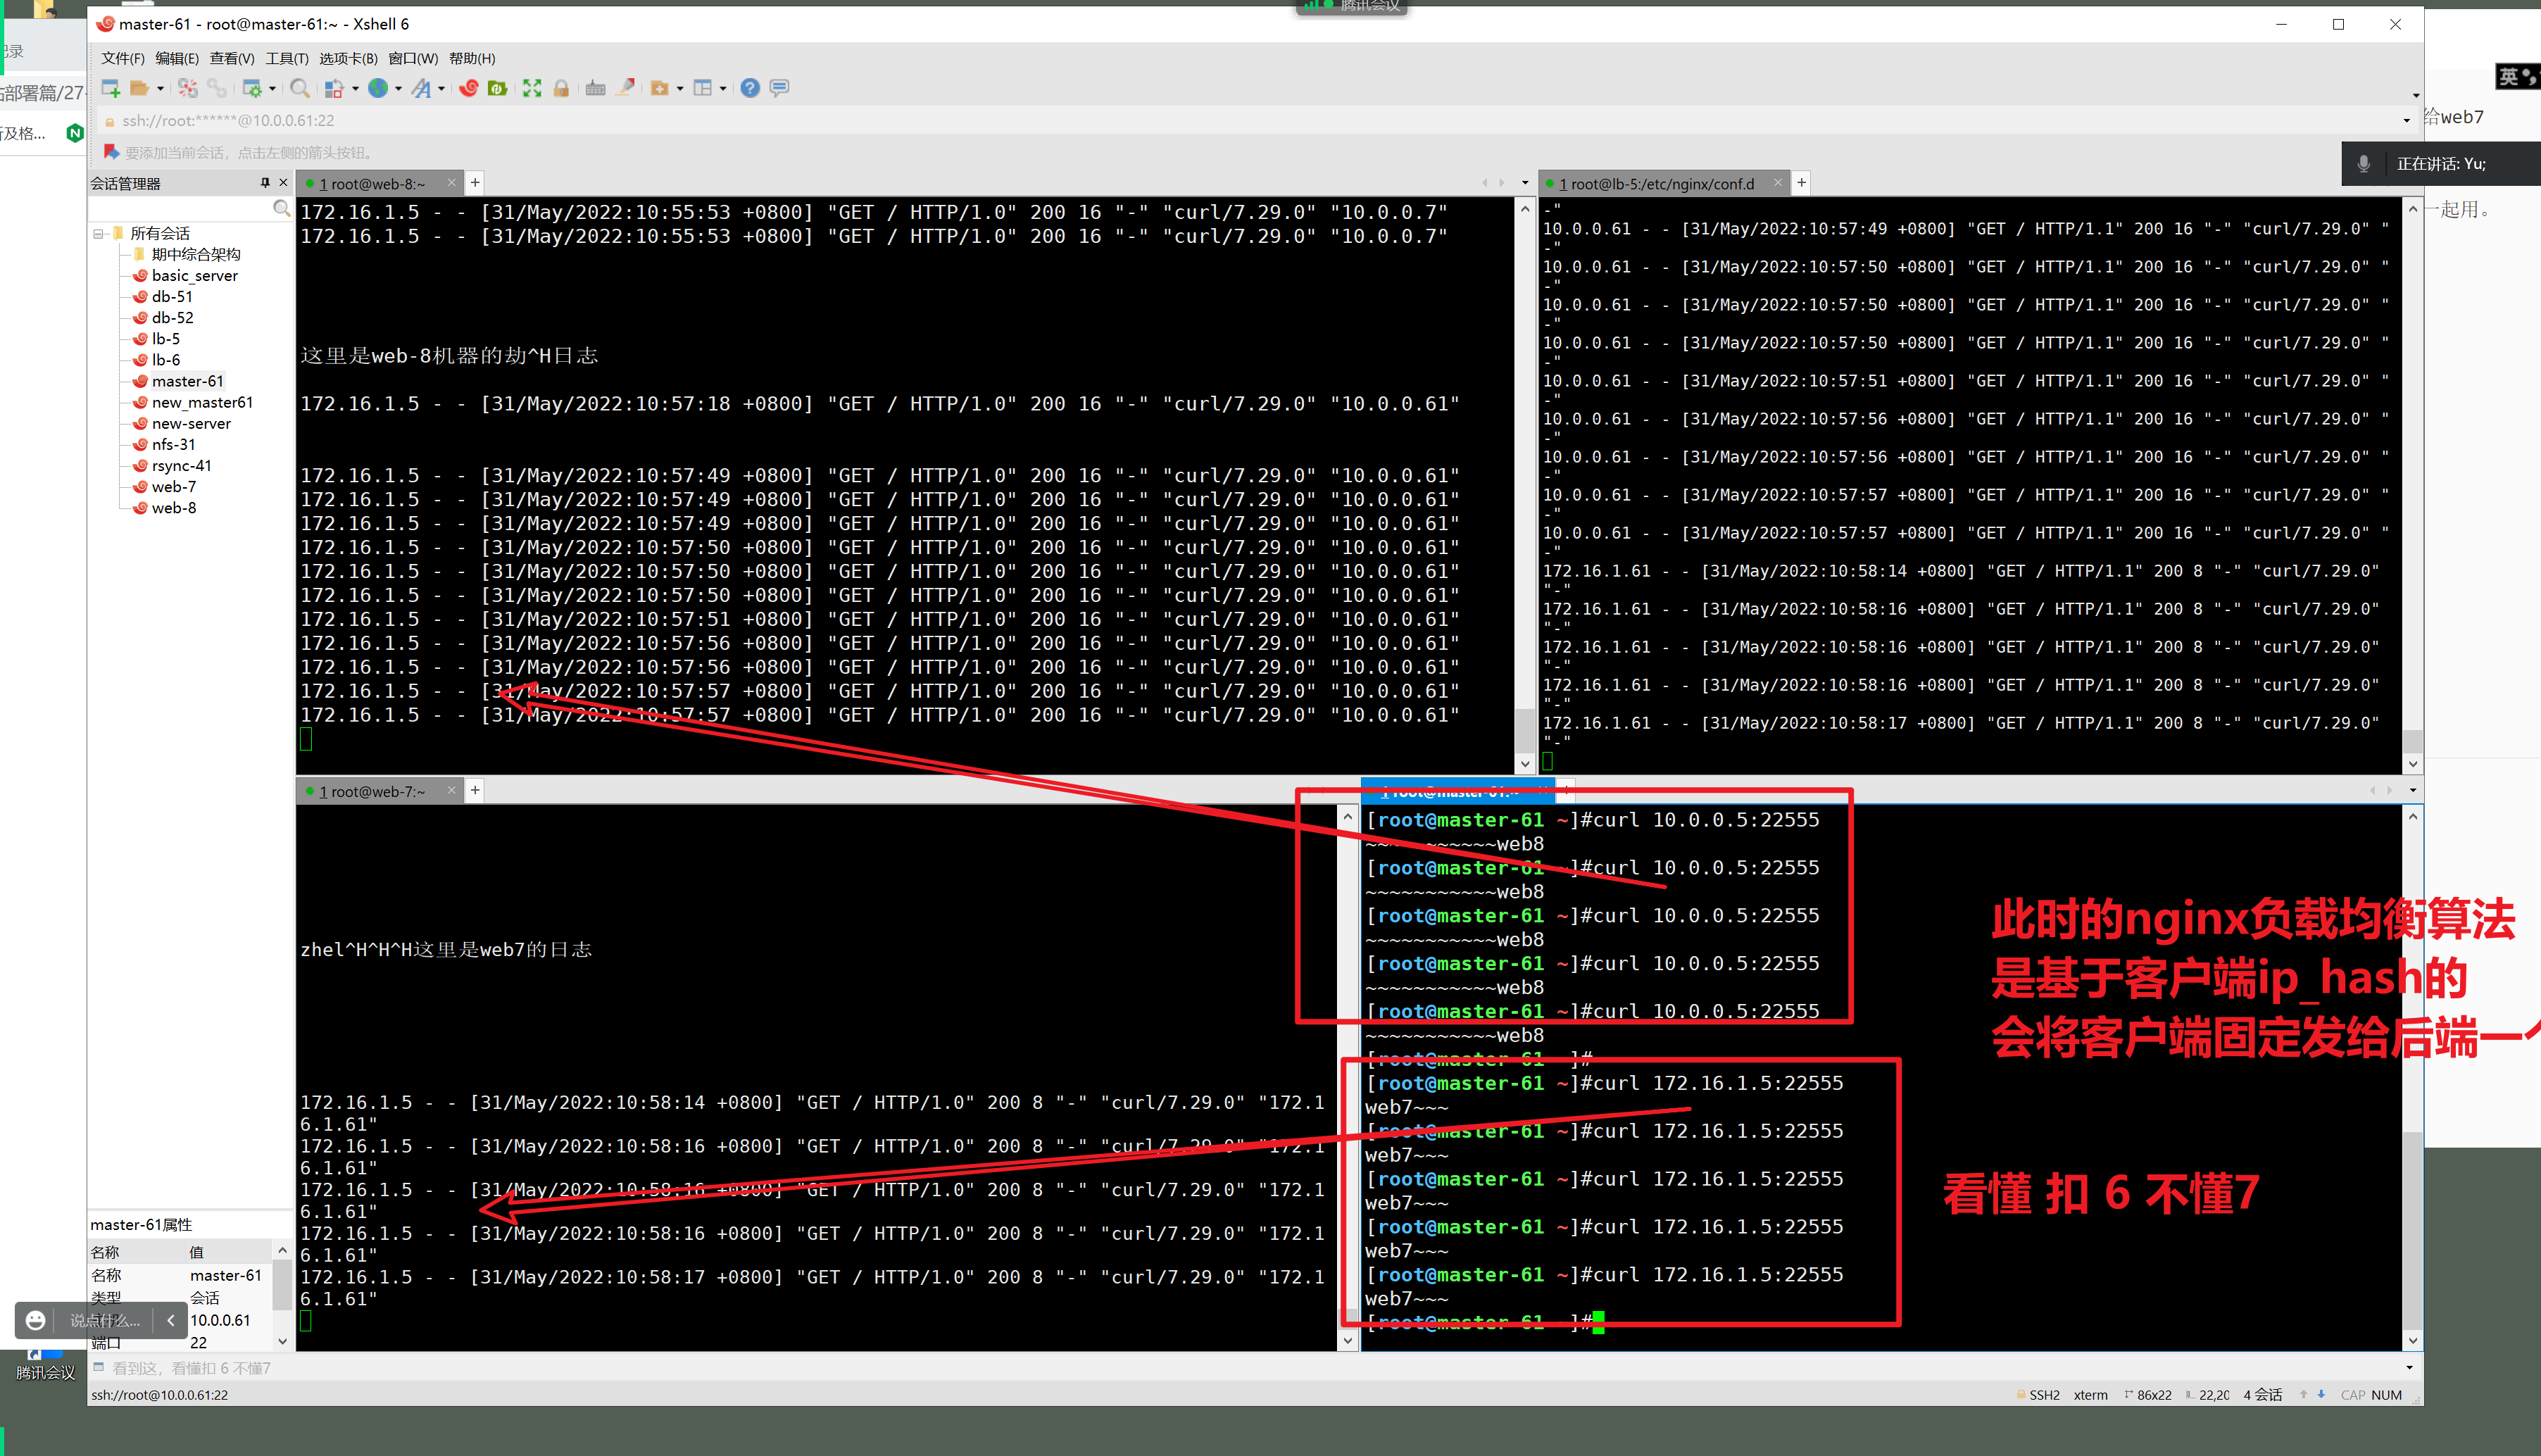 腾讯会议
master-61 - root@master-61:~ - Xshell 6
文件(F) 编辑(E) 查看(V) 工具(T) 选项卡(B) 窗口(W) 帮助(H)
ssh://root:******@10.0.0.61:22
要添加当前会话，点击左侧的箭头按钮。
英
给web7
正在讲话: Yu;
一起用。
记录
站部署篇/27-
所及格...
会话管理器
所有会话
期中综合架构
basic_server
db-51
db-52
lb-5
lb-6
master-61
new_master61
new-server
nfs-31
rsync-41
web-7
web-8
1 root@web-8:~
172.16.1.5 - - [31/May/2022:10:55:53 +0800] "GET / HTTP/1.0" 200 16 "-" "curl/7.29.0" "10.0.0.7"
172.16.1.5 - - [31/May/2022:10:55:53 +0800] "GET / HTTP/1.0" 200 16 "-" "curl/7.29.0" "10.0.0.7"
这里是web-8机器的劫^H日志
172.16.1.5 - - [31/May/2022:10:57:18 +0800] "GET / HTTP/1.0" 200 16 "-" "curl/7.29.0" "10.0.0.61"
172.16.1.5 - - [31/May/2022:10:57:49 +0800] "GET / HTTP/1.0" 200 16 "-" "curl/7.29.0" "10.0.0.61"
172.16.1.5 - - [31/May/2022:10:57:49 +0800] "GET / HTTP/1.0" 200 16 "-" "curl/7.29.0" "10.0.0.61"
172.16.1.5 - - [31/May/2022:10:57:49 +0800] "GET / HTTP/1.0" 200 16 "-" "curl/7.29.0" "10.0.0.61"
172.16.1.5 - - [31/May/2022:10:57:50 +0800] "GET / HTTP/1.0" 200 16 "-" "curl/7.29.0" "10.0.0.61"
172.16.1.5 - - [31/May/2022:10:57:50 +0800] "GET / HTTP/1.0" 200 16 "-" "curl/7.29.0" "10.0.0.61"
172.16.1.5 - - [31/May/2022:10:57:50 +0800] "GET / HTTP/1.0" 200 16 "-" "curl/7.29.0" "10.0.0.61"
172.16.1.5 - - [31/May/2022:10:57:51 +0800] "GET / HTTP/1.0" 200 16 "-" "curl/7.29.0" "10.0.0.61"
172.16.1.5 - - [31/May/2022:10:57:56 +0800] "GET / HTTP/1.0" 200 16 "-" "curl/7.29.0" "10.0.0.61"
172.16.1.5 - - [31/May/2022:10:57:56 +0800] "GET / HTTP/1.0" 200 16 "-" "curl/7.29.0" "10.0.0.61"
172.16.1.5 - - [31/May/2022:10:57:57 +0800] "GET / HTTP/1.0" 200 16 "-" "curl/7.29.0" "10.0.0.61"
172.16.1.5 - - [31/May/2022:10:57:57 +0800] "GET / HTTP/1.0" 200 16 "-" "curl/7.29.0" "10.0.0.61"
1 root@lb-5:/etc/nginx/conf.d
-"
10.0.0.61 - - [31/May/2022:10:57:49 +0800] "GET / HTTP/1.1" 200 16 "-" "curl/7.29.0" "
-"
10.0.0.61 - - [31/May/2022:10:57:50 +0800] "GET / HTTP/1.1" 200 16 "-" "curl/7.29.0" "
-"
10.0.0.61 - - [31/May/2022:10:57:50 +0800] "GET / HTTP/1.1" 200 16 "-" "curl/7.29.0" "
-"
10.0.0.61 - - [31/May/2022:10:57:50 +0800] "GET / HTTP/1.1" 200 16 "-" "curl/7.29.0" "
-"
10.0.0.61 - - [31/May/2022:10:57:51 +0800] "GET / HTTP/1.1" 200 16 "-" "curl/7.29.0" "
-"
10.0.0.61 - - [31/May/2022:10:57:56 +0800] "GET / HTTP/1.1" 200 16 "-" "curl/7.29.0" "
-"
10.0.0.61 - - [31/May/2022:10:57:56 +0800] "GET / HTTP/1.1" 200 16 "-" "curl/7.29.0" "
-"
10.0.0.61 - - [31/May/2022:10:57:57 +0800] "GET / HTTP/1.1" 200 16 "-" "curl/7.29.0" "
-"
10.0.0.61 - - [31/May/2022:10:57:57 +0800] "GET / HTTP/1.1" 200 16 "-" "curl/7.29.0" "
-"
172.16.1.61 - - [31/May/2022:10:58:14 +0800] "GET / HTTP/1.1" 200 8 "-" "curl/7.29.0"
"-"
172.16.1.61 - - [31/May/2022:10:58:16 +0800] "GET / HTTP/1.1" 200 8 "-" "curl/7.29.0"
"-"
172.16.1.61 - - [31/May/2022:10:58:16 +0800] "GET / HTTP/1.1" 200 8 "-" "curl/7.29.0"
"-"
172.16.1.61 - - [31/May/2022:10:58:16 +0800] "GET / HTTP/1.1" 200 8 "-" "curl/7.29.0"
"-"
172.16.1.61 - - [31/May/2022:10:58:17 +0800] "GET / HTTP/1.1" 200 8 "-" "curl/7.29.0"
"-"
1 root@web-7:~
zhel^H^H^H这里是web7的日志
172.16.1.5 - - [31/May/2022:10:58:14 +0800] "GET / HTTP/1.0" 200 8 "-" "curl/7.29.0" "172.1
6.1.61"
172.16.1.5 - - [31/May/2022:10:58:16 +0800] "GET / HTTP/1.0" 200 8 "-" "curl/7.29.0" "172.1
6.1.61"
172.16.1.5 - - [31/May/2022:10:58:16 +0800] "GET / HTTP/1.0" 200 8 "-" "curl/7.29.0" "172.1
6.1.61"
172.16.1.5 - - [31/May/2022:10:58:16 +0800] "GET / HTTP/1.0" 200 8 "-" "curl/7.29.0" "172.1
6.1.61"
172.16.1.5 - - [31/May/2022:10:58:17 +0800] "GET / HTTP/1.0" 200 8 "-" "curl/7.29.0" "172.1
6.1.61"
1 root@master-61:~
[root@master-61 ~]#curl 10.0.0.5:22555
~~~~~~~~~~~web8
[root@master-61 ~]#curl 10.0.0.5:22555
~~~~~~~~~~~web8
[root@master-61 ~]#curl 10.0.0.5:22555
~~~~~~~~~~~web8
[root@master-61 ~]#curl 10.0.0.5:22555
~~~~~~~~~~~web8
[root@master-61 ~]#curl 10.0.0.5:22555
~~~~~~~~~~~web8
[root@master-61 ~]#
[root@master-61 ~]#curl 172.16.1.5:22555
web7~~~
[root@master-61 ~]#curl 172.16.1.5:22555
web7~~~
[root@master-61 ~]#curl 172.16.1.5:22555
web7~~~
[root@master-61 ~]#curl 172.16.1.5:22555
web7~~~
[root@master-61 ~]#curl 172.16.1.5:22555
web7~~~
[root@master-61 ~]#
此时的nginx负载均衡算法
是基于客户端ip_hash的
会将客户端固定发给后端一个
看懂 扣 6 不懂7
master-61属性
名称 值
名称 master-61
类型 会话
10.0.0.61
端口 22
说点什么...
腾讯会议
看到这，看懂扣 6 不懂7
ssh://root@10.0.0.61:22
SSH2 xterm 86x22 22,20 4 会话 CAP NUM